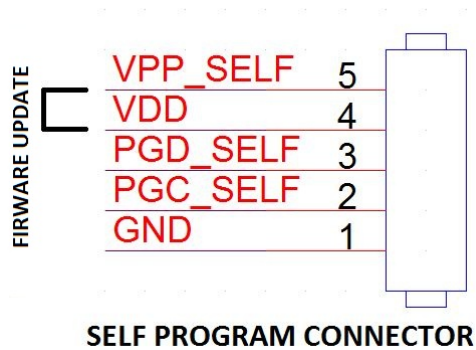 FIRWARE UPDATE
VPP_SELF 5
VDD 4
PGD_SELF 3
PGC_SELF 2
GND 1
SELF PROGRAM CONNECTOR